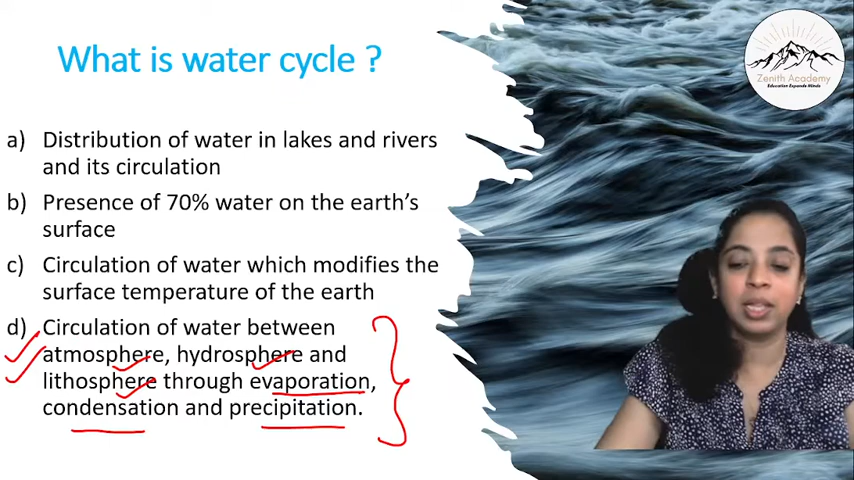 What is water cycle ?
Zenith Academy
Education Expands Minds
a) Distribution of water in lakes and rivers
and its circulation
b) Presence of 70% water on the earth's
surface
c) Circulation of water which modifies the
surface temperature of the earth
d) Circulation of water between
atmosphere, hydrosphere and
lithosphere through evaporation,
condensation and precipitation.